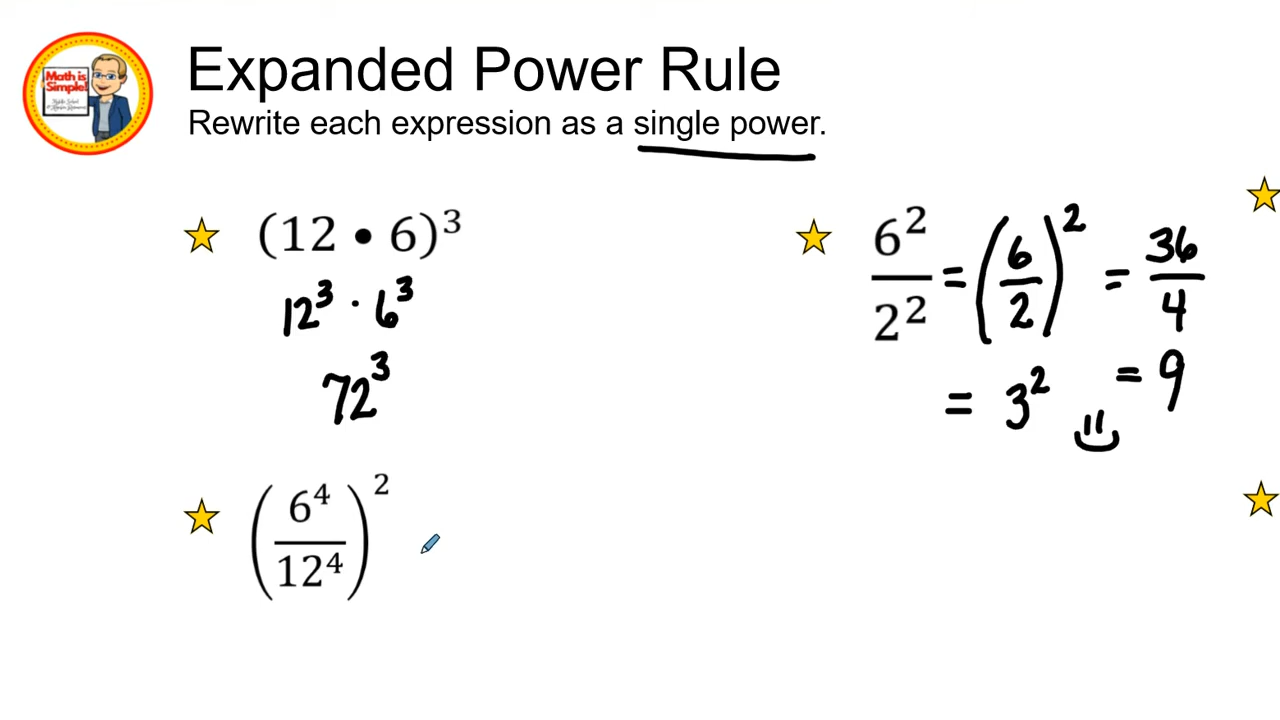 Math is
Simple!
Expanded Power Rule
Rewrite each expression as a single power.
(12 • 6)³
12³ · 6³
72³
6²/2² = (6/2)² = 36/4
= 3² = 9
(6⁴/12⁴)²